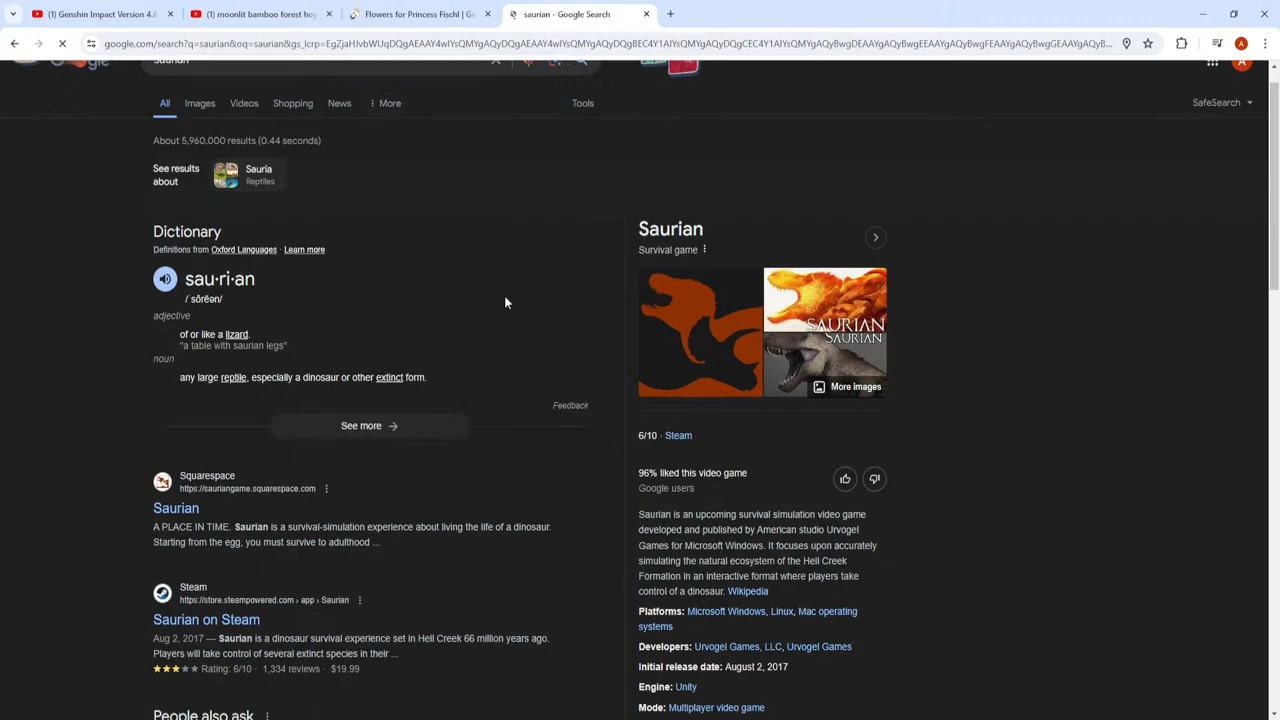 (1) Genshin Impact Version 4.6
(1) moonlit bamboo forest hoy
Flowers for Princess Fischl | Ge
saurian - Google Search
google.com/search?q=saurian&oq=saurian&gs_lcrp=
A
All
Images
Videos
Shopping
News
More
Tools
SafeSearch
About 5,960,000 results (0.44 seconds)
See results
about
Sauria
Reptiles
Dictionary
Definitions from Oxford Languages · Learn more
sau·ri·an
/ˈsôrēən/
adjective
of or like a lizard.
"a table with saurian legs"
noun
any large reptile, especially a dinosaur or other extinct form.
Feedback
See more
Squarespace
https://sauriangame.squarespace.com
Saurian
A PLACE IN TIME. Saurian is a survival-simulation experience about living the life of a dinosaur.
Starting from the egg, you must survive to adulthood ...
Steam
https://store.steampowered.com › app › Saurian
Saurian on Steam
Aug 2, 2017 — Saurian is a dinosaur survival experience set in Hell Creek 66 million years ago.
Players will take control of several extinct species in their ...
Rating: 6/10 · 1,334 reviews · $19.99
People also ask
Saurian
Survival game
SAURIAN
SAURIAN
More Images
6/10 · Steam
96% liked this video game
Google users
Saurian is an upcoming survival simulation video game
developed and published by American studio Urvogel
Games for Microsoft Windows. It focuses upon accurately
simulating the natural ecosystem of the Hell Creek
Formation in an interactive format where players take
control of a dinosaur. Wikipedia
Platforms: Microsoft Windows, Linux, Mac operating
systems
Developers: Urvogel Games, LLC, Urvogel Games
Initial release date: August 2, 2017
Engine: Unity
Mode: Multiplayer video game